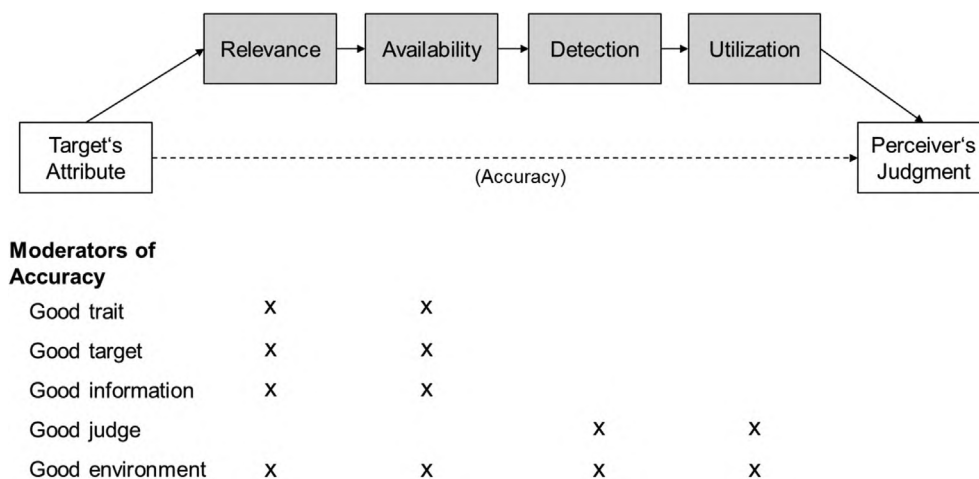 Relevance Availability Detection Utilization
Target‘s
Attribute
Perceiver‘s
Judgment
(Accuracy)
Moderators of
Accuracy
Good trait x x
Good target x x
Good information x x
Good judge x x
Good environment x x x x